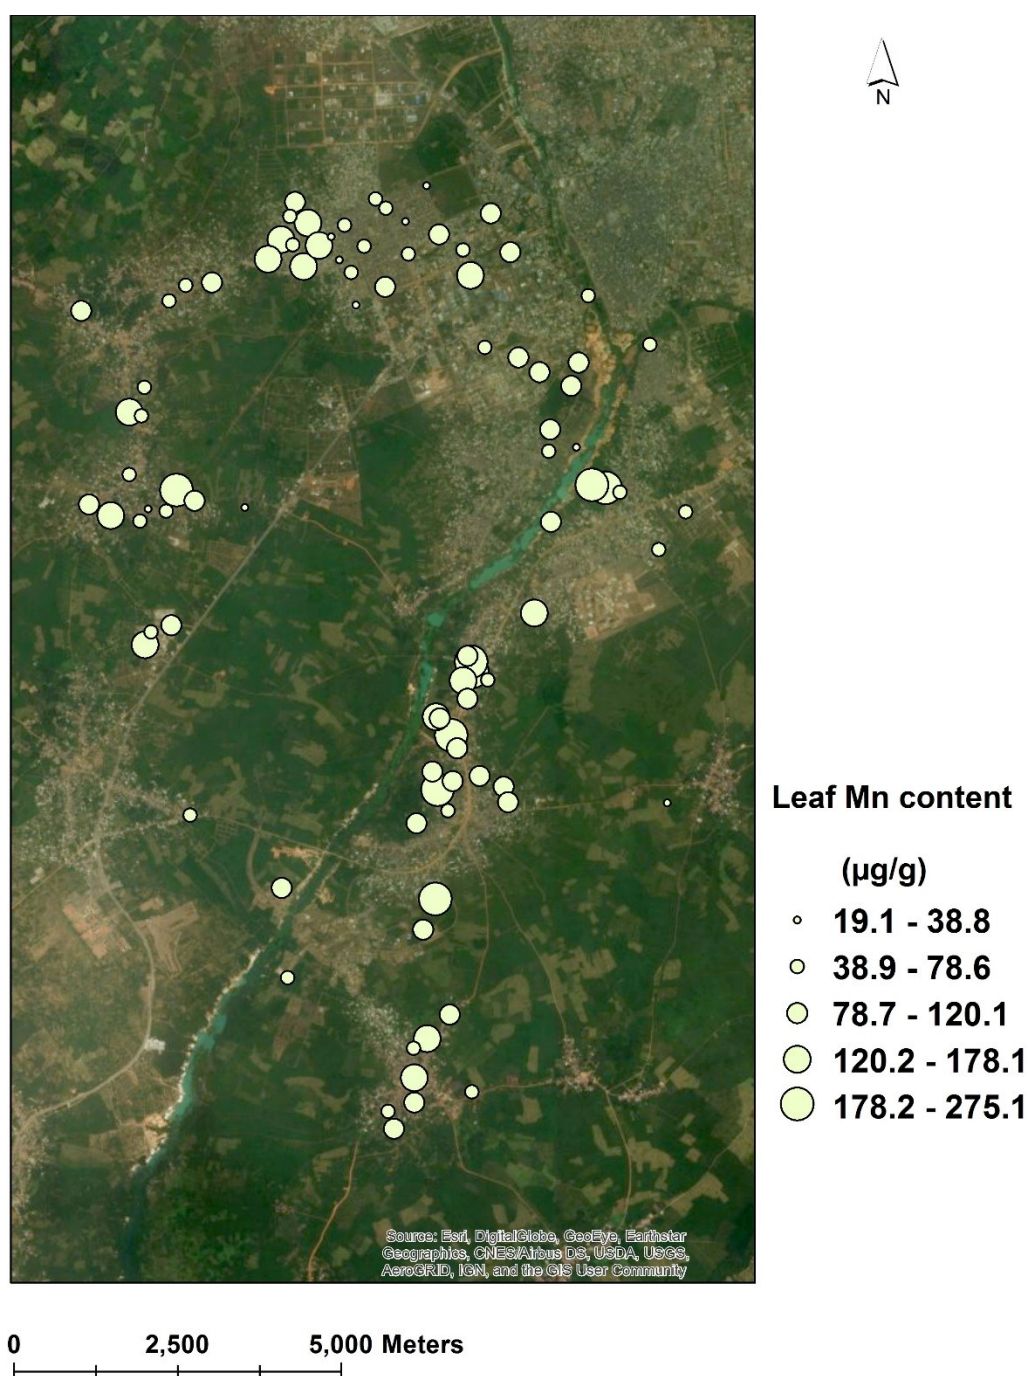 N
Leaf Mn content
(µg/g)
19.1 - 38.8
38.9 - 78.6
78.7 - 120.1
120.2 - 178.1
178.2 - 275.1
Source: Esri, DigitalGlobe, GeoEye, Earthstar
Geographics, CNES/Airbus DS, USDA, USGS,
AeroGRID, IGN, and the GIS User Community
0 2,500 5,000 Meters